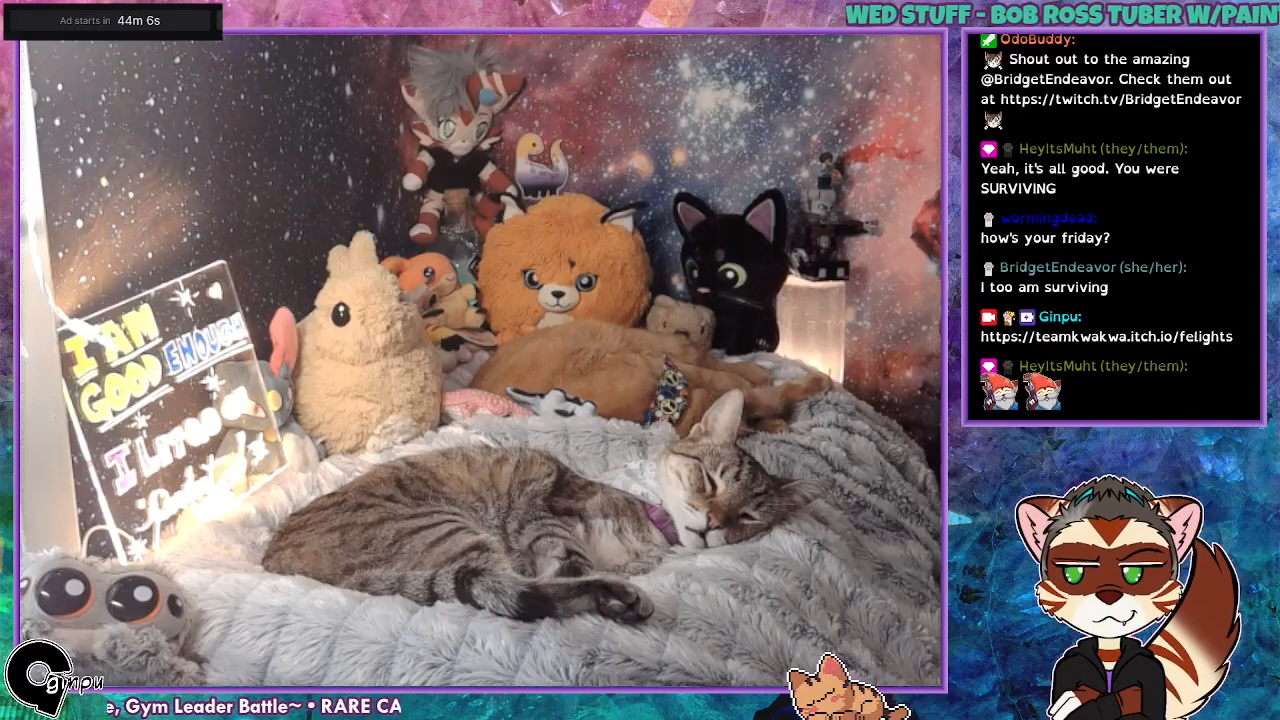 Ad starts in 44m 6s
WED STUFF - BOB ROSS TUBER W/PAIN
OdoBuddy:
Shout out to the amazing
@BridgetEndeavor. Check them out
at https://twitch.tv/BridgetEndeavor
HeyItsMuht (they/them):
Yeah, it's all good. You were
SURVIVING
wormingdead:
how's your friday?
BridgetEndeavor (she/her):
I too am surviving
Ginpu:
https://teamkwakwa.itch.io/felights
HeyItsMuht (they/them):
I AM
GOOD ENOUGH
ginpu
e, Gym Leader Battle~ • RARE CA